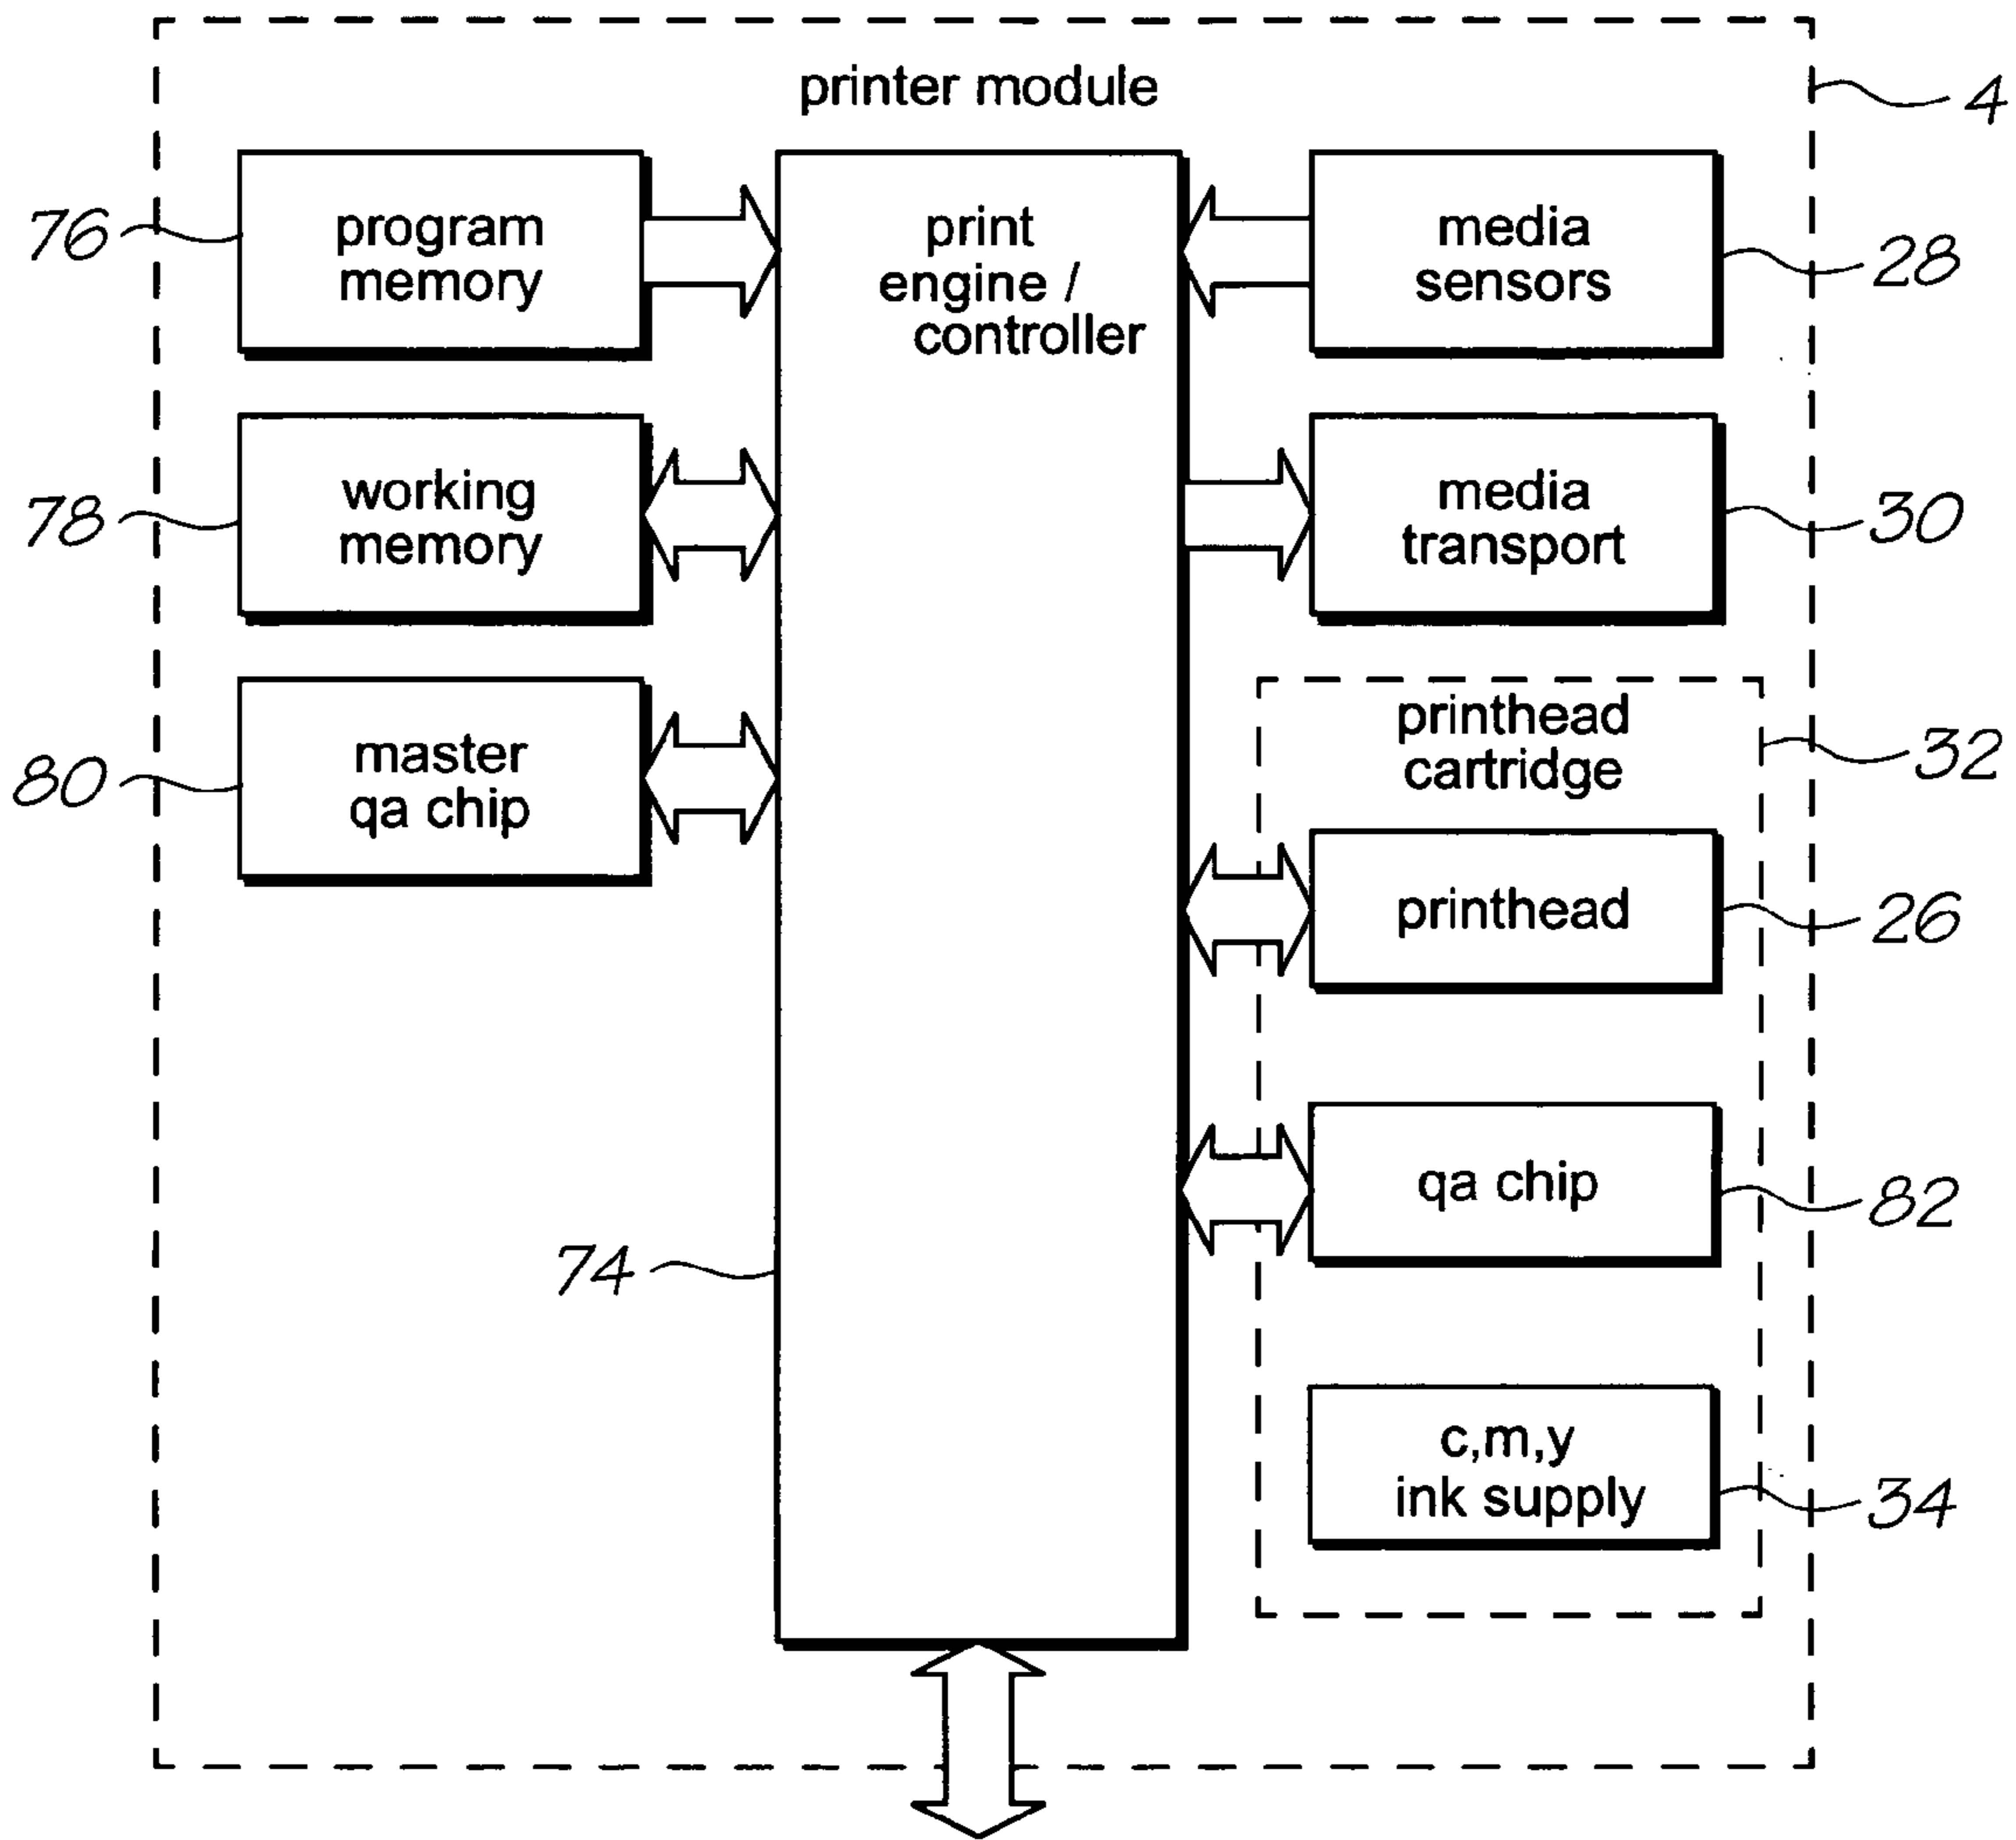 printer module
4
76
program
memory
print
engine /
controller
media
sensors
28
78
working
memory
media
transport
30
80
master
qa chip
printhead
cartridge
32
printhead
26
qa chip
82
74
c,m,y
ink supply
34